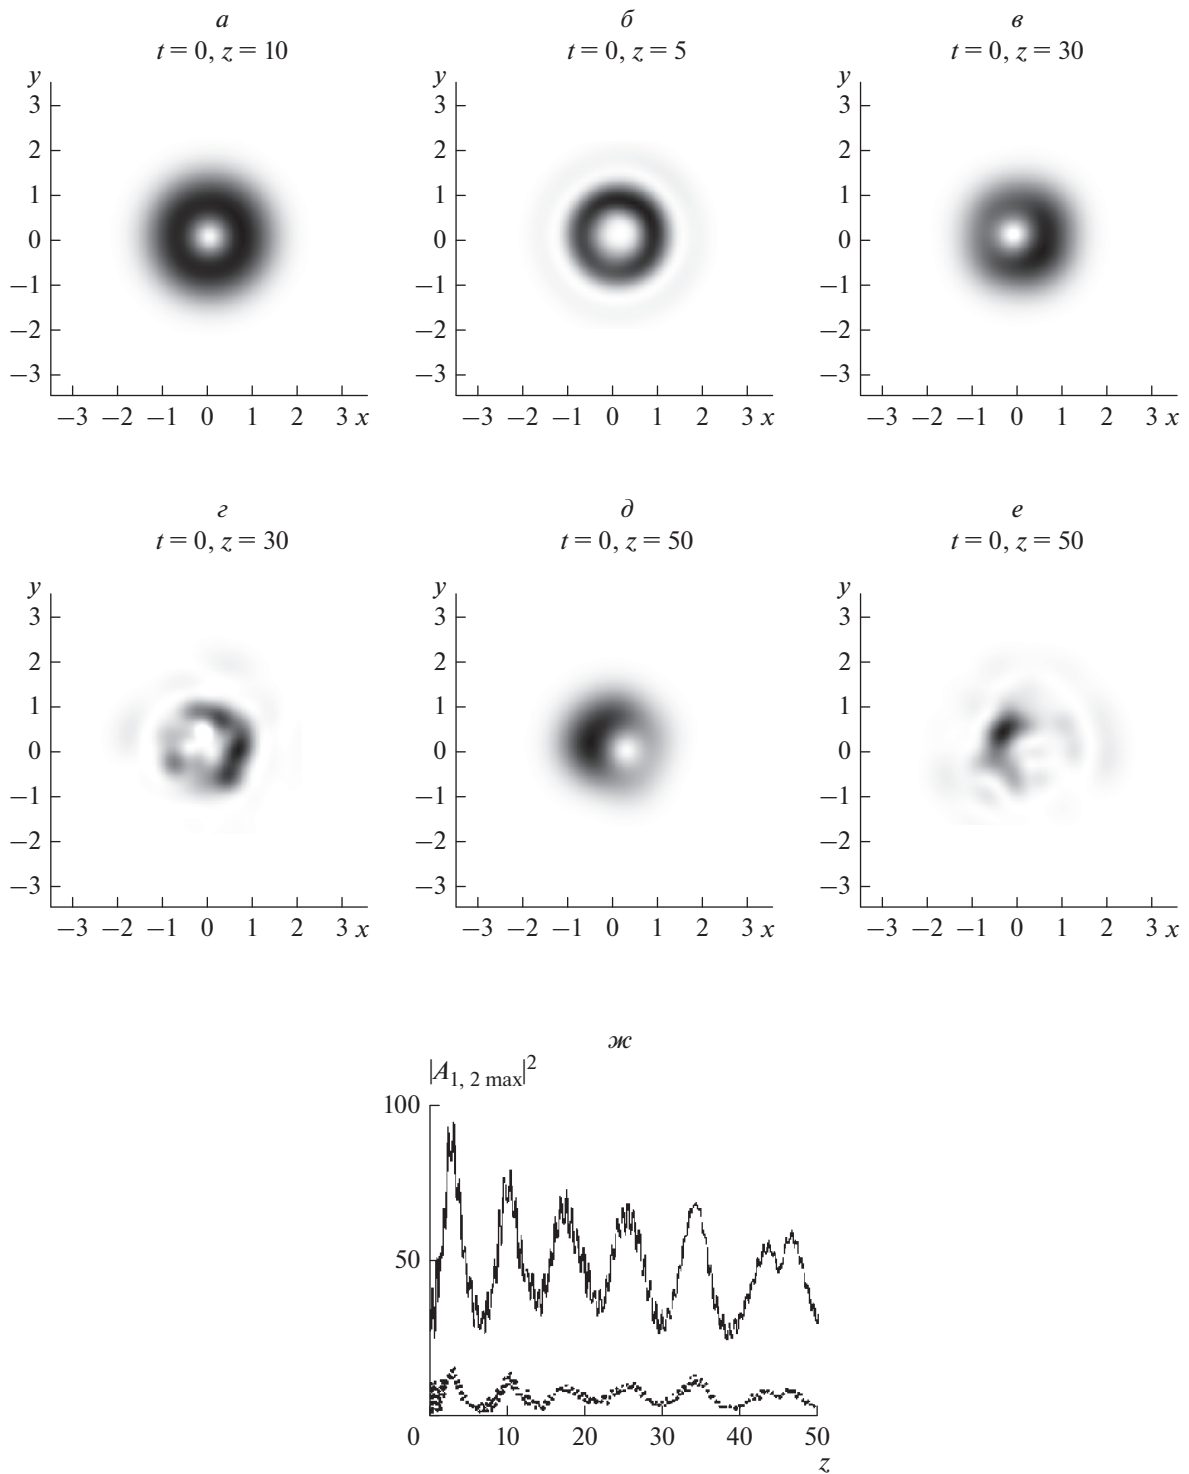 а б в
t = 0, z = 10 t = 0, z = 5 t = 0, z = 30
y y y
3 3 3
2 2 2
1 1 1
0 0 0
−1 −1 −1
−2 −2 −2
−3 −3 −3
−3 −2 −1 0 1 2 3 x −3 −2 −1 0 1 2 3 x −3 −2 −1 0 1 2 3 x
г д е
t = 0, z = 30 t = 0, z = 50 t = 0, z = 50
y y y
3 3 3
2 2 2
1 1 1
0 0 0
−1 −1 −1
−2 −2 −2
−3 −3 −3
−3 −2 −1 0 1 2 3 x −3 −2 −1 0 1 2 3 x −3 −2 −1 0 1 2 3 x
ж
|A1, 2 max|2
100
50
0 10 20 30 40 50
z